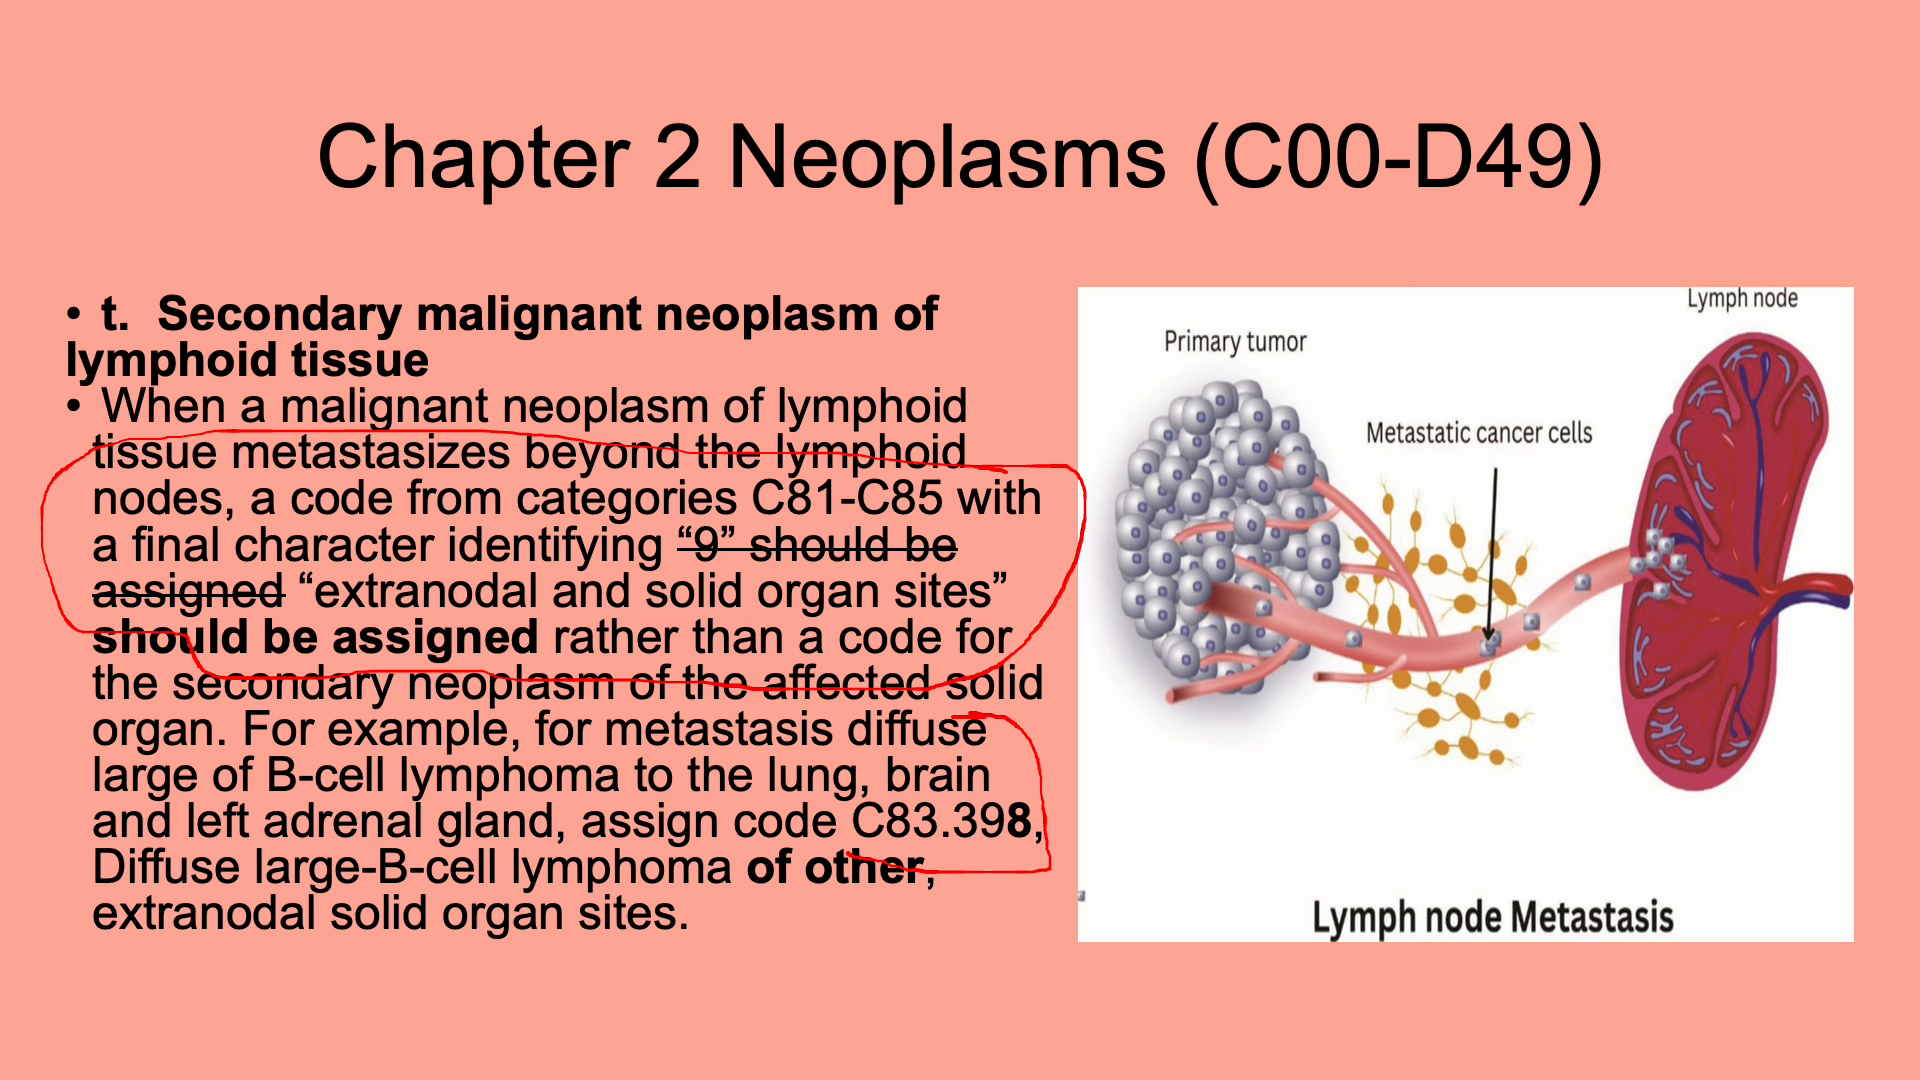 Chapter 2 Neoplasms (C00-D49)
• t. Secondary malignant neoplasm of
lymphoid tissue
• When a malignant neoplasm of lymphoid
tissue metastasizes beyond the lymphoid
nodes, a code from categories C81-C85 with
a final character identifying “9” should be
assigned “extranodal and solid organ sites”
should be assigned rather than a code for
the secondary neoplasm of the affected solid
organ. For example, for metastasis diffuse
large of B-cell lymphoma to the lung, brain
and left adrenal gland, assign code C83.398,
Diffuse large-B-cell lymphoma of other,
extranodal solid organ sites.
Lymph node
Primary tumor
Metastatic cancer cells
Lymph node Metastasis